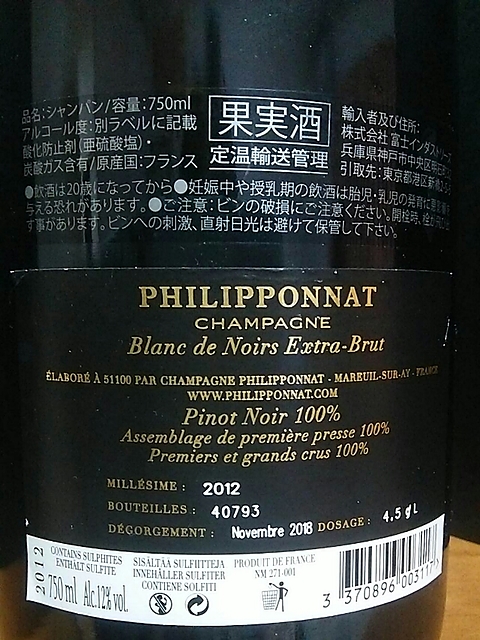 品名:シャンパン/容量:750ml
アルコール度:別ラベルに記載
酸化防止剤(亜硫酸塩)・
炭酸ガス含有/原産国:フランス
果実酒
定温輸送管理
輸入者及び住所:
株式会社 富士インダストリーズ
兵庫県神戸市中央区
引取先:東京都港区新橋
●飲酒は20歳になってから●妊娠中や授乳期の飲酒は胎児・乳児の発育に悪影響を
与える恐れがあります。●ご注意:ビンの破損にご注意ください。開栓時、栓が
す事があります。ビンへの刺激、直射日光は避けて保管して下さい。
PHILIPPONNAT
CHAMPAGNE
Blanc de Noirs Extra-Brut
ÉLABORÉ À 51100 PAR CHAMPAGNE PHILIPPONNAT - MAREUIL-SUR-AY - FRANCE
WWW.PHILIPPONNAT.COM
Pinot Noir 100%
Assemblage de première presse 100%
Premiers et grands crus 100%
MILLÉSIME : 2012
BOUTEILLES : 40793
DÉGORGEMENT : Novembre 2018 DOSAGE : 4,5 g L
2012
CONTAINS SULPHITES
ENTHÄLT SULFITE
750 ml Alc.12% vol.
SISÄLTÄÄ SULFIITTEJA
INNEHÅLLER SULFITER
CONTIENE SOLFITI
PRODUIT DE FRANCE
NM 271-001
3 370896 003117